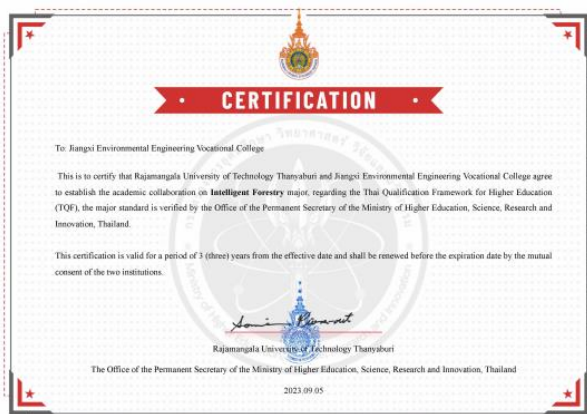 CERTIFICATION
To: Jiangxi Environmental Engineering Vocational College
This is to certify that Rajamangala University of Technology Thanyaburi and Jiangxi Environmental Engineering Vocational College agree
to establish the academic collaboration on Intelligent Forestry major, regarding the Thai Qualification Framework for Higher Education
(TQF), the major standard is verified by the Office of the Permanent Secretary of the Ministry of Higher Education, Science, Research and
Innovation, Thailand.
This certification is valid for a period of 3 (three) years from the effective date and shall be renewed before the expiration date by the mutual
consent of the two institutions.
Rajamangala University of Technology Thanyaburi
The Office of the Permanent Secretary of the Ministry of Higher Education, Science, Research and Innovation, Thailand
2023.09.05